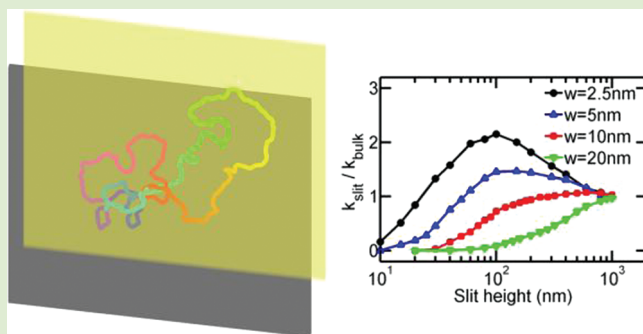 3
2
1
0
k_slit / k_bulk
w=2.5nm
w=5nm
w=10nm
w=20nm
10^1
10^2
10^3
Slit height (nm)